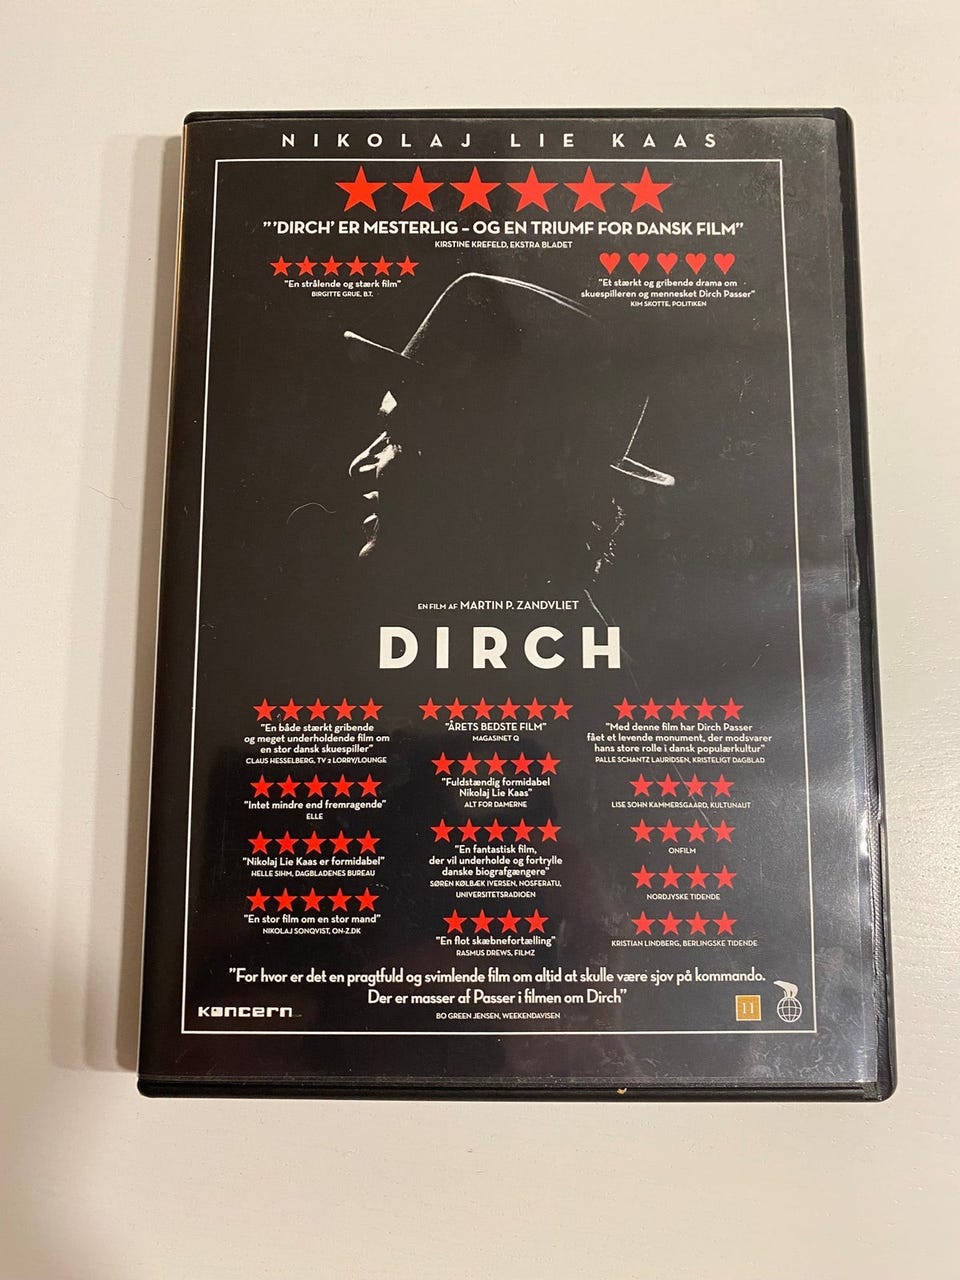 NIKOLAJ LIE KAAS
"'DIRCH' ER MESTERLIG – OG EN TRIUMF FOR DANSK FILM"
KIRSTINE KREFELD, EKSTRA BLADET
"En strålende og stærk film"
BIRGITTE GRUE, B.T.
"Et stærkt og gribende drama om
skuespilleren og mennesket Dirch Passer"
KIM SKOTTE, POLITIKEN
EN FILM AF MARTIN P. ZANDVLIET
DIRCH
"En både stærkt gribende
og meget underholdende film om
en stor dansk skuespiller"
CLAUS HESSELBERG, TV 2 LORRY/LOUNGE
"Intet mindre end fremragende"
ELLE
"Nikolaj Lie Kaas er formidabel"
HELLE SIHM, DAGBLADENES BUREAU
"En stor film om en stor mand"
NIKOLAJ SONQVIST, ON-Z.DK
"ÅRETS BEDSTE FILM"
MAGASINET Q
"Fuldstændig formidabel
Nikolaj Lie Kaas"
ALT FOR DAMERNE
"En fantastisk film,
der vil underholde og fortrylle
danske biografgængere"
SØREN KØLBÆK IVERSEN, NOSFERATU,
UNIVERSITETSRADIOEN
"En flot skæbnefortælling"
RASMUS DREWS, FILMZ
"Med denne film har Dirch Passer
fået et levende monument, der modsvarer
hans store rolle i dansk populærkultur"
PALLE SCHANTZ LAURIDSEN, KRISTELIGT DAGBLAD
LISE SOHN KAMMERSGAARD, KULTUNAUT
ONFILM
NORDJYSKE TIDENDE
KRISTIAN LINDBERG, BERLINGSKE TIDENDE
"For hvor er det en pragtfuld og svimlende film om altid at skulle være sjov på kommando.
Der er masser af Passer i filmen om Dirch"
BO GREEN JENSEN, WEEKENDAVISEN
KONCERN
11